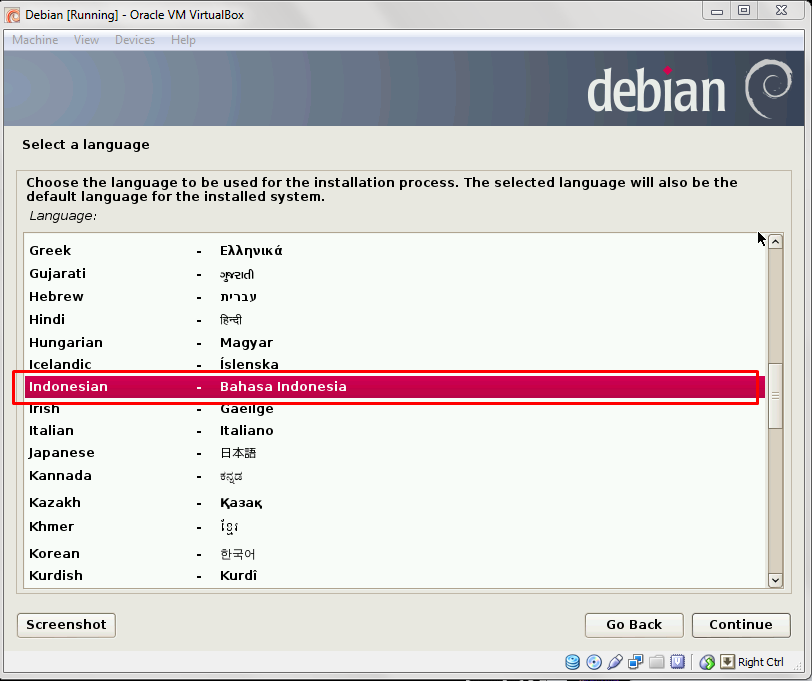 Debian [Running] - Oracle VM VirtualBox
Machine View Devices Help
debian
Select a language
Choose the language to be used for the installation process. The selected language will also be the
default language for the installed system.
Language:
Greek - Ελληνικά
Gujarati - ગુજરાતી
Hebrew - עברית
Hindi - हिन्दी
Hungarian - Magyar
Icelandic - Íslenska
Indonesian - Bahasa Indonesia
Irish - Gaeilge
Italian - Italiano
Japanese - 日本語
Kannada - ಕನ್ನಡ
Kazakh - Қазақ
Khmer - ខ្មែរ
Korean - 한국어
Kurdish - Kurdî
Screenshot Go Back Continue
Right Ctrl